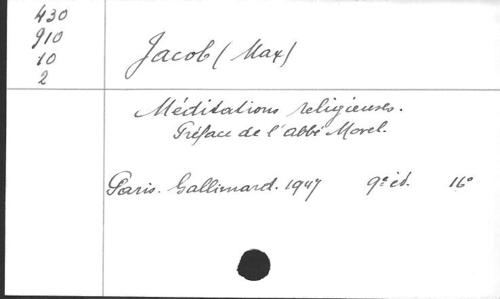 430
910
10
2
Jacob (Max)
Méditations religieuses.
Préface de l'abbé Morel.
Paris. Gallimard. 1947 9e éd. 16°